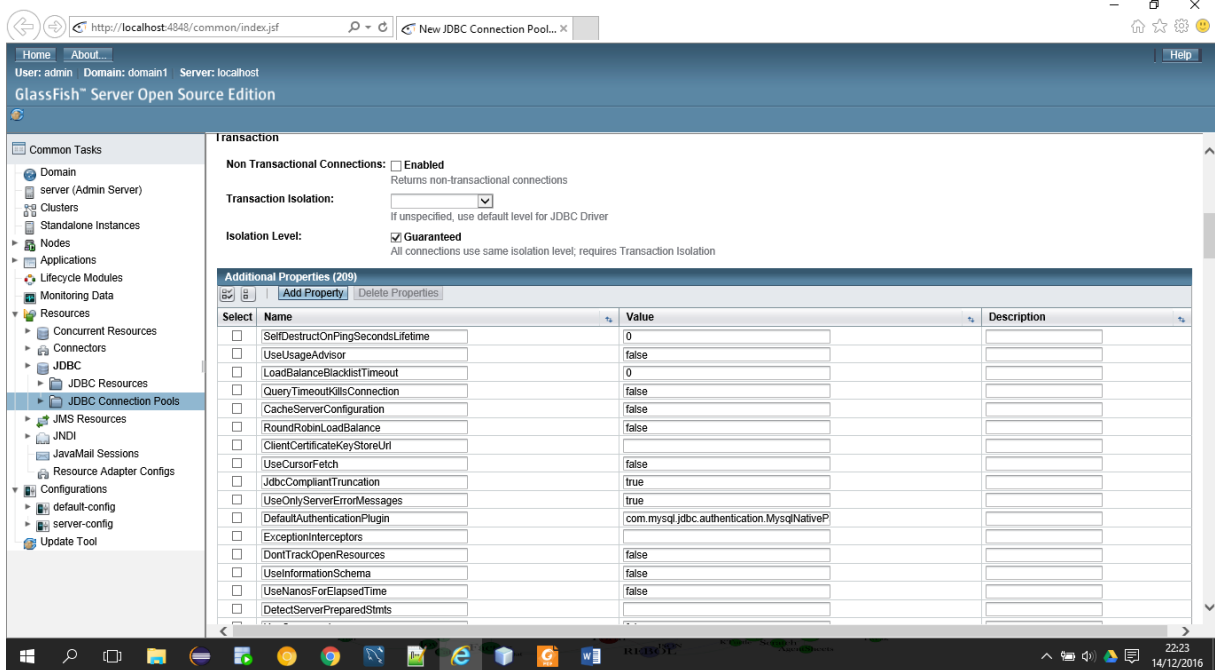 http://localhost:4848/common/index.jsf
New JDBC Connection Pool...
Home About... Help
User: admin Domain: domain1 Server: localhost
GlassFish™ Server Open Source Edition
Common Tasks
Domain
server (Admin Server)
Clusters
Standalone Instances
Nodes
Applications
Lifecycle Modules
Monitoring Data
Resources
Concurrent Resources
Connectors
JDBC
JDBC Resources
JDBC Connection Pools
JMS Resources
JNDI
JavaMail Sessions
Resource Adapter Configs
Configurations
default-config
server-config
Update Tool
Transaction
Non Transactional Connections: Enabled
Returns non-transactional connections
Transaction Isolation:
If unspecified, use default level for JDBC Driver
Isolation Level: Guaranteed
All connections use same isolation level; requires Transaction Isolation
Additional Properties (209)
Add Property Delete Properties
Select Name Value Description
SelfDestructOnPingSecondsLifetime 0
UseUsageAdvisor false
LoadBalanceBlacklistTimeout 0
QueryTimeoutKillsConnection false
CacheServerConfiguration false
RoundRobinLoadBalance false
ClientCertificateKeyStoreUrl
UseCursorFetch false
JdbcCompliantTruncation true
UseOnlyServerErrorMessages true
DefaultAuthenticationPlugin com.mysql.jdbc.authentication.MysqlNativeP
ExceptionInterceptors
DontTrackOpenResources false
UseInformationSchema false
UseNanosForElapsedTime false
DetectServerPreparedStmts
22:23
14/12/2016